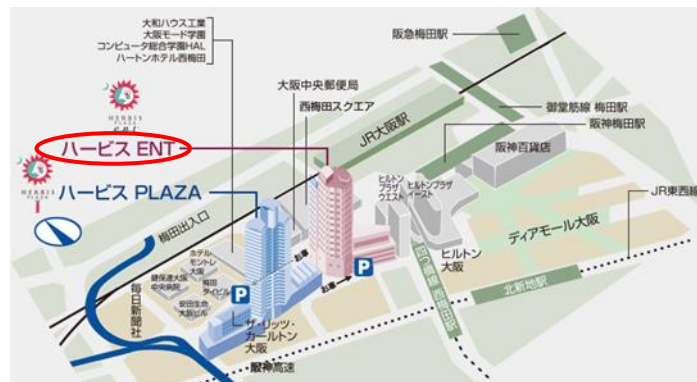 大和ハウス工業
大阪モード学園
コンピュータ総合学園HAL
ハートンホテル西梅田
阪急梅田駅
大阪中央郵便局
西梅田スクエア
JR大阪駅
御堂筋線 梅田駅
阪神梅田駅
阪神百貨店
HERBIS
PLAZA
ハービス ENT
ヒルトン
プラザ
ウエスト
ヒルトンプラザ
イースト
JR東西線
HERBIS
PLAZA
ハービス PLAZA
梅田出入口
ディアモール大阪
ホテル
モントレ
大阪
ヒルトン
大阪
お車
P
健保連大阪
中央病院
梅田
ダイビル
お車
P
四つ橋線 西梅田駅
北新地駅
毎日新聞社
安田生命
大阪ビル
ザ・リッツ・
カールトン
大阪
阪神高速